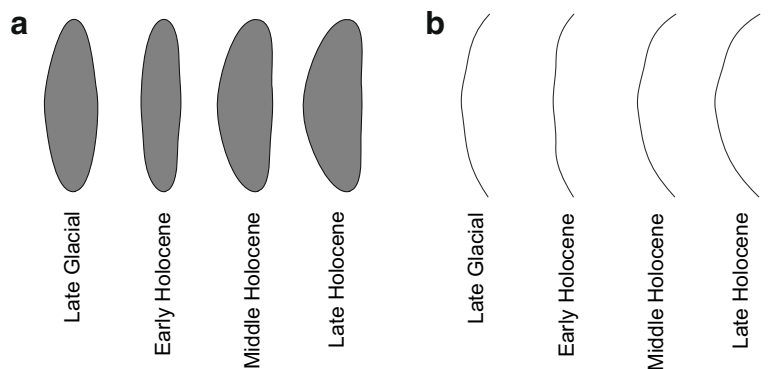 a
Late Glacial
Early Holocene
Middle Holocene
Late Holocene
b
Late Glacial
Early Holocene
Middle Holocene
Late Holocene